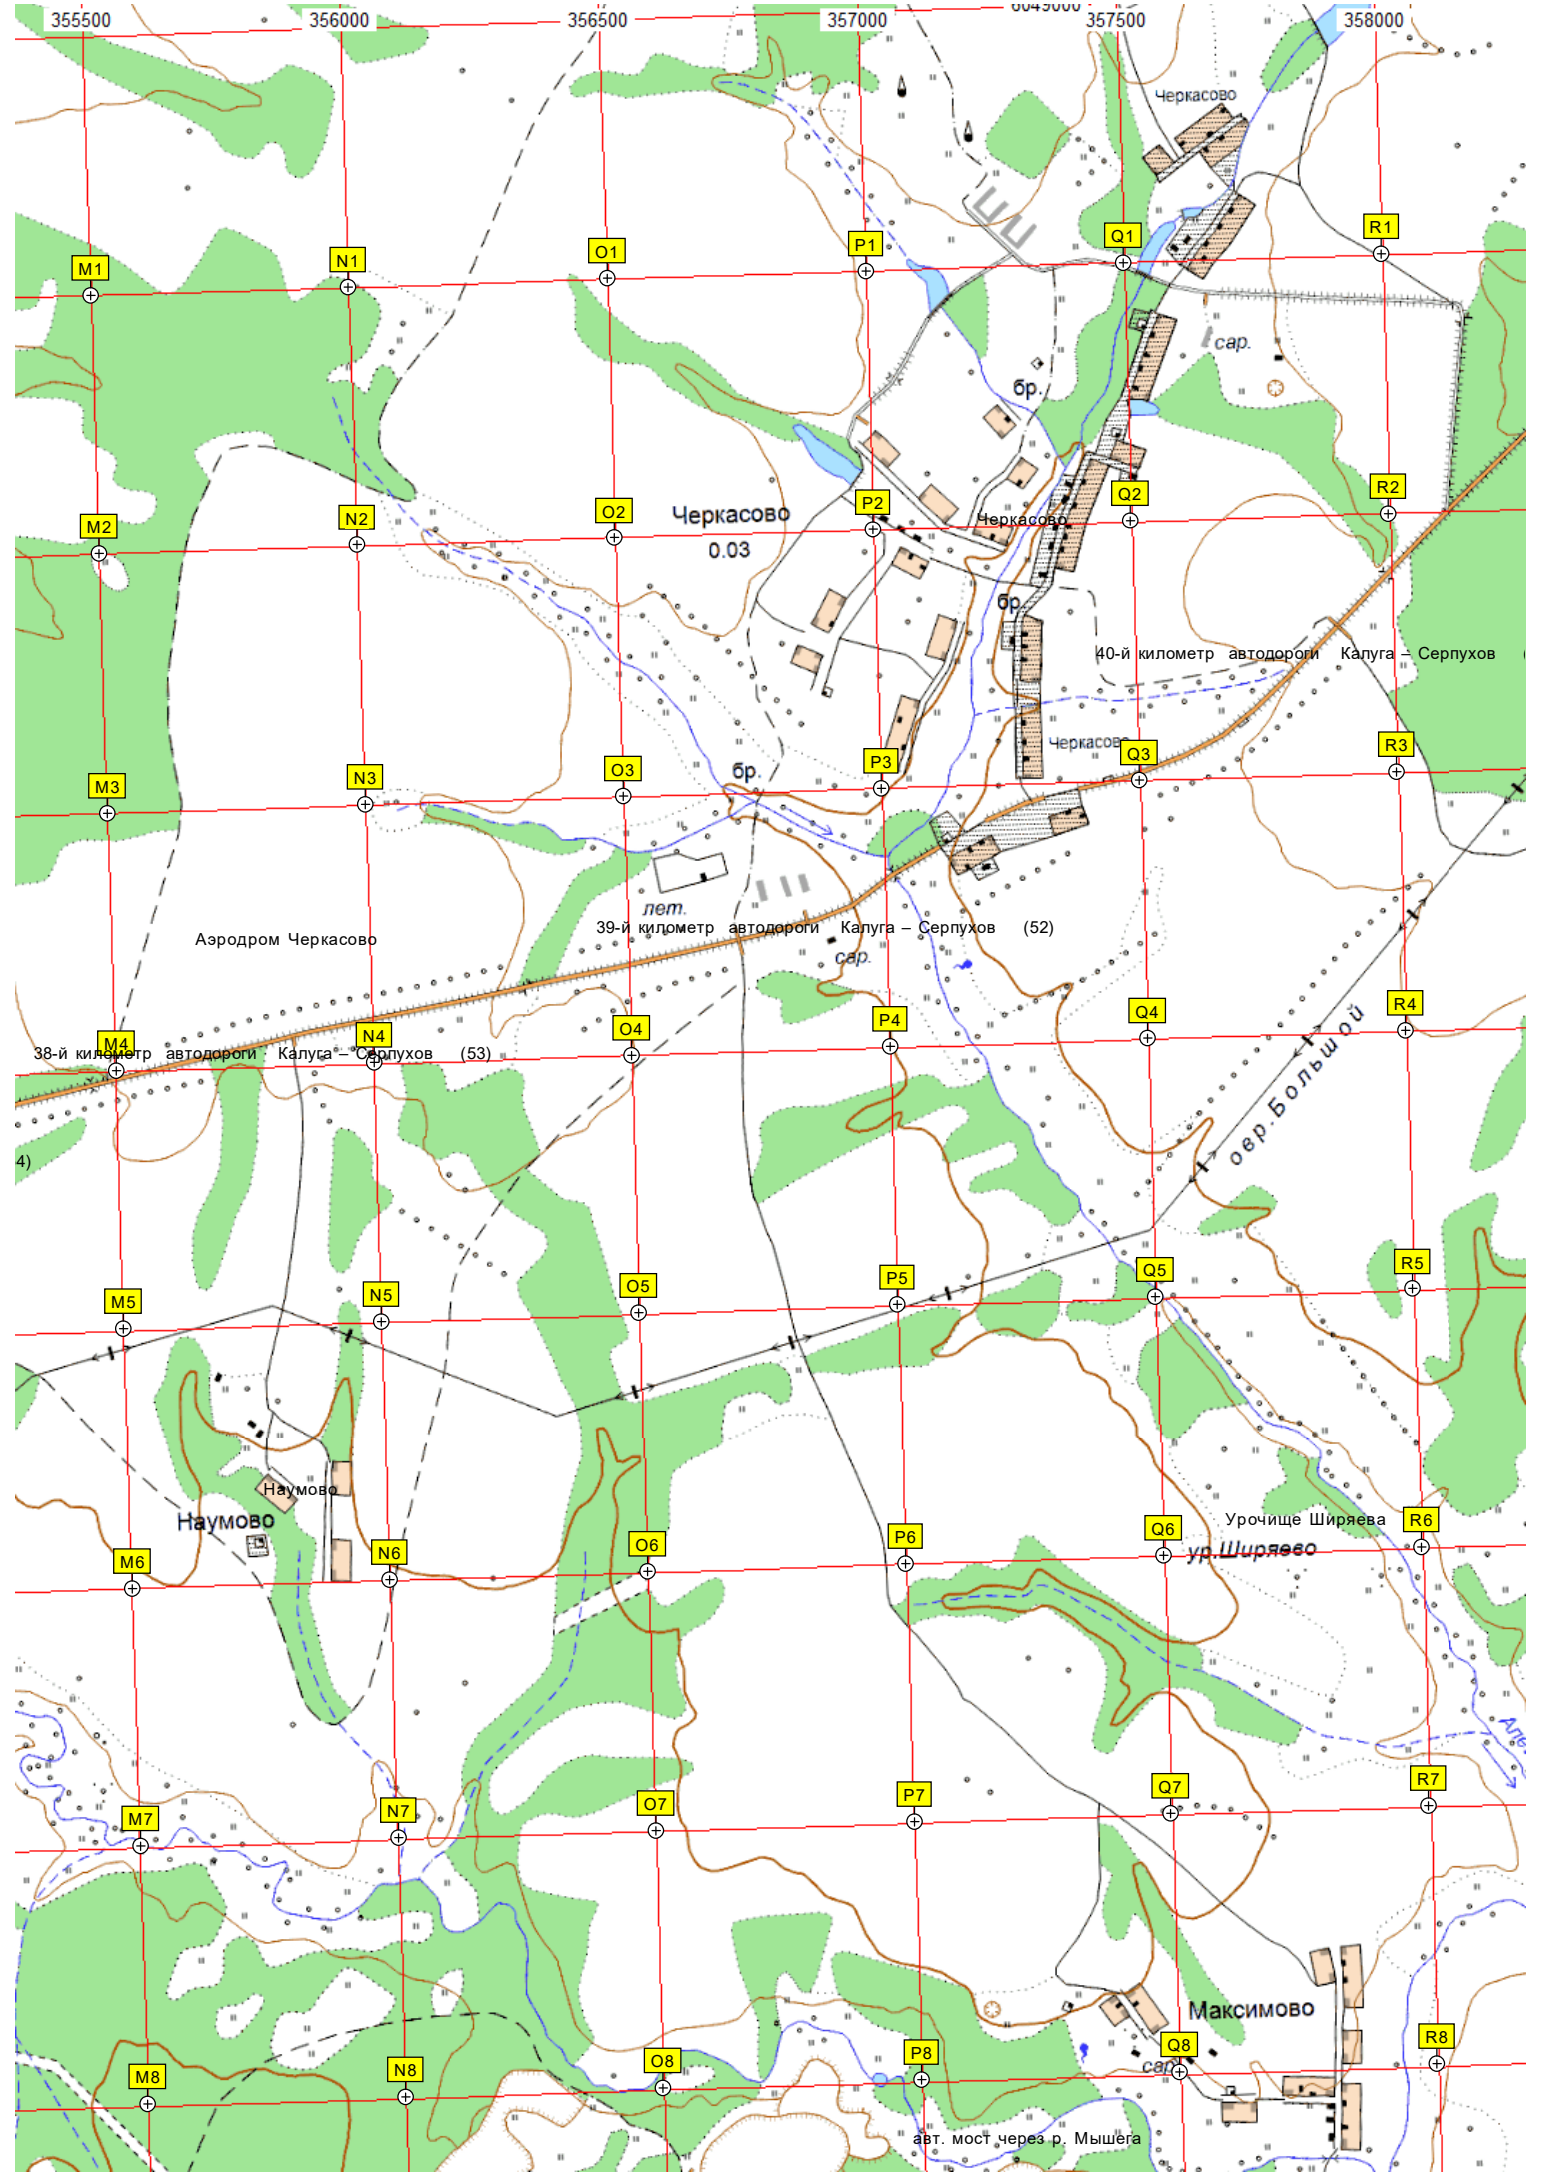 355500 356000 356500 357000 6049000 357500 358000
Черкасово
M1 N1 O1 P1 Q1 R1
сар.
бр.
M2 N2 O2 P2 Q2 R2
Черкасово
0.03
Черкасово
бр.
40-й километр автодороги Калуга – Серпухов (
Черкасово
M3 N3 O3 P3 Q3 R3
бр.
лет.
39-й километр автодороги Калуга – Серпухов (52)
Аэродром Черкасово
сар.
M4 N4 O4 P4 Q4 R4
38-й километр автодороги Калуга – Серпухов (53)
овр. Большой
4)
M5 N5 O5 P5 Q5 R5
Наумово
Наумово
Урочище Ширяева
ур.Ширяево
M6 N6 O6 P6 Q6 R6
M7 N7 O7 P7 Q7 R7
Максимово
сар.
M8 N8 O8 P8 Q8 R8
авт. мост через р. Мышега